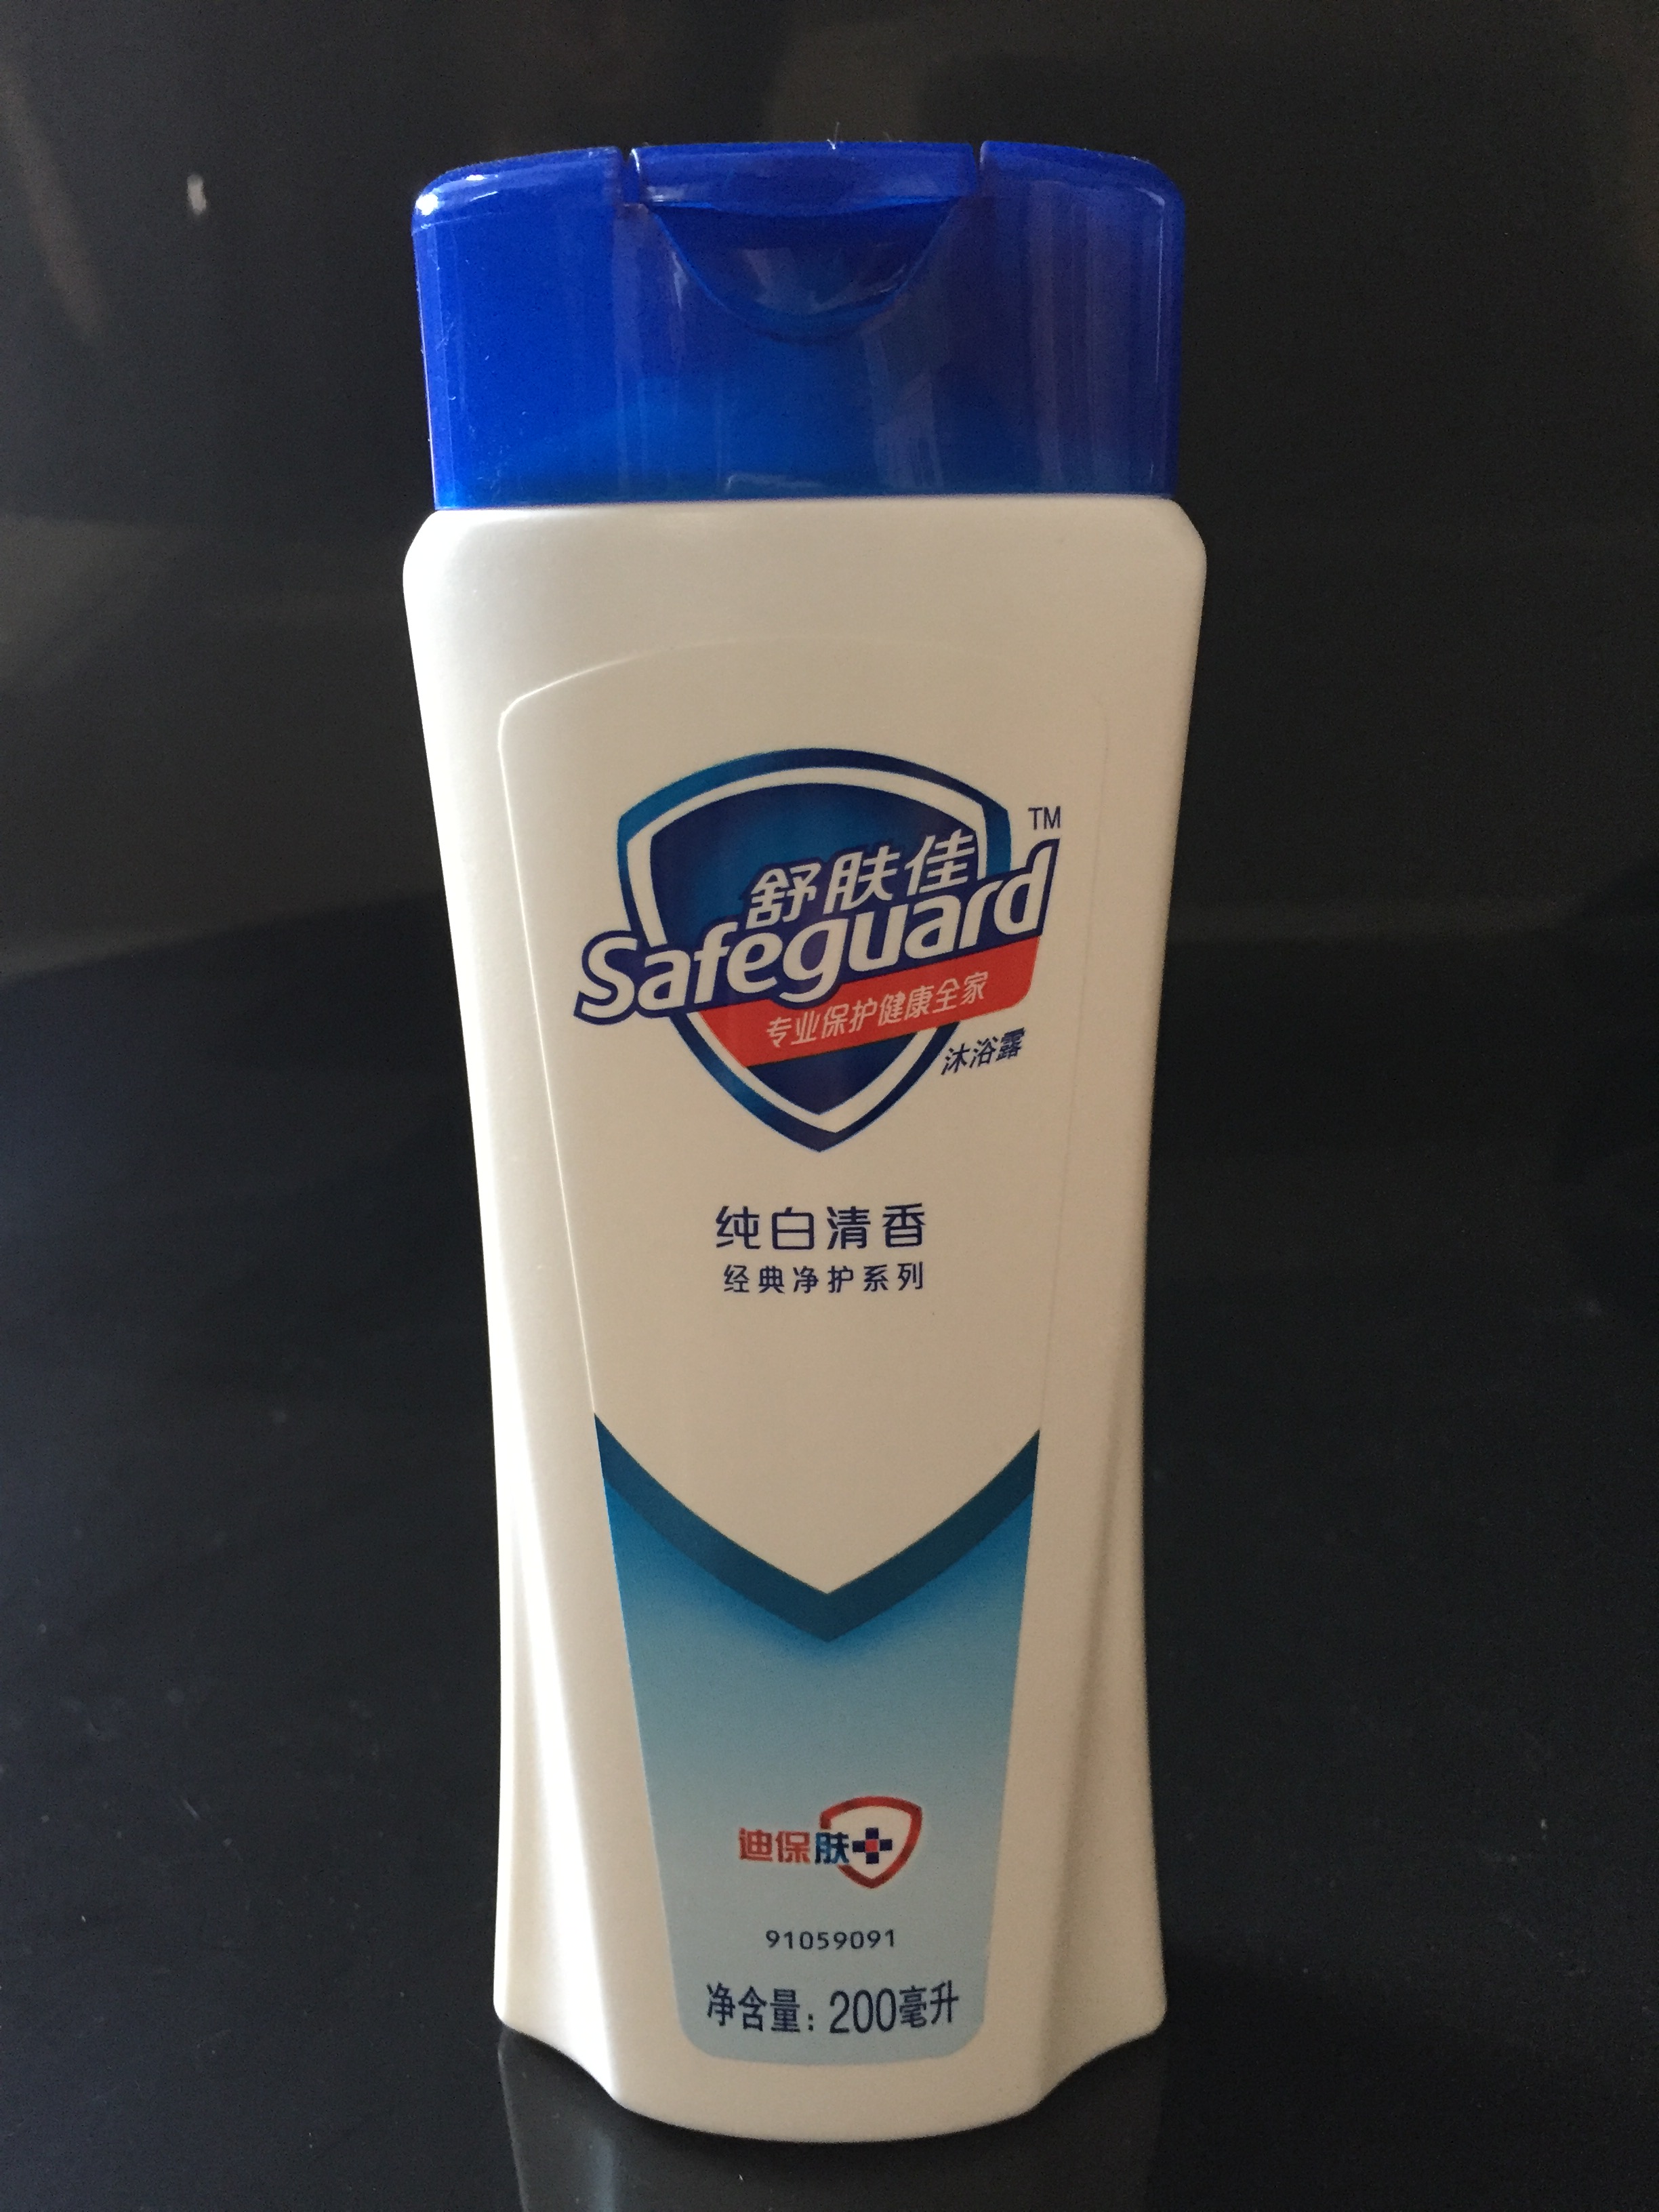 舒肤佳
TM
Safeguard
专业保护健康全家
沐浴露
纯白清香
经典净护系列
迪保肤
91059091
净含量：200毫升